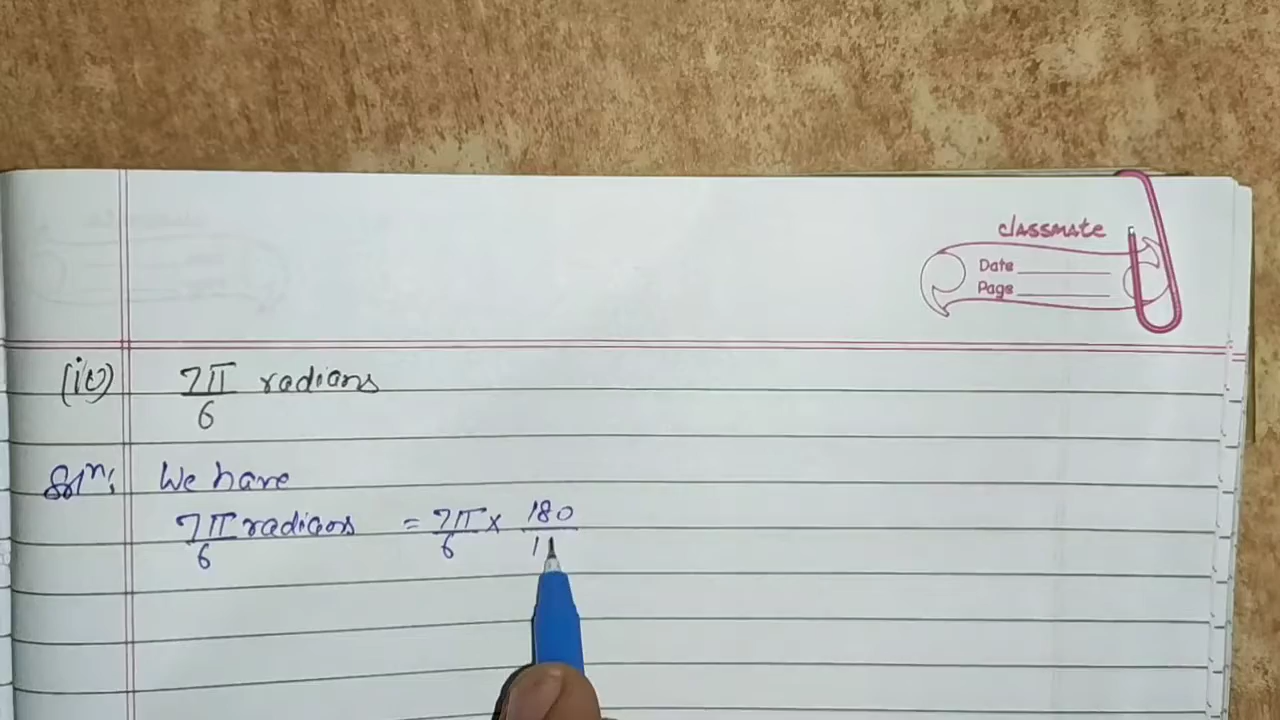 classmate
Date
Page
(iv) 7π/6 radians
Solⁿ: We have
7π/6 radians = 7π/6 × 180/